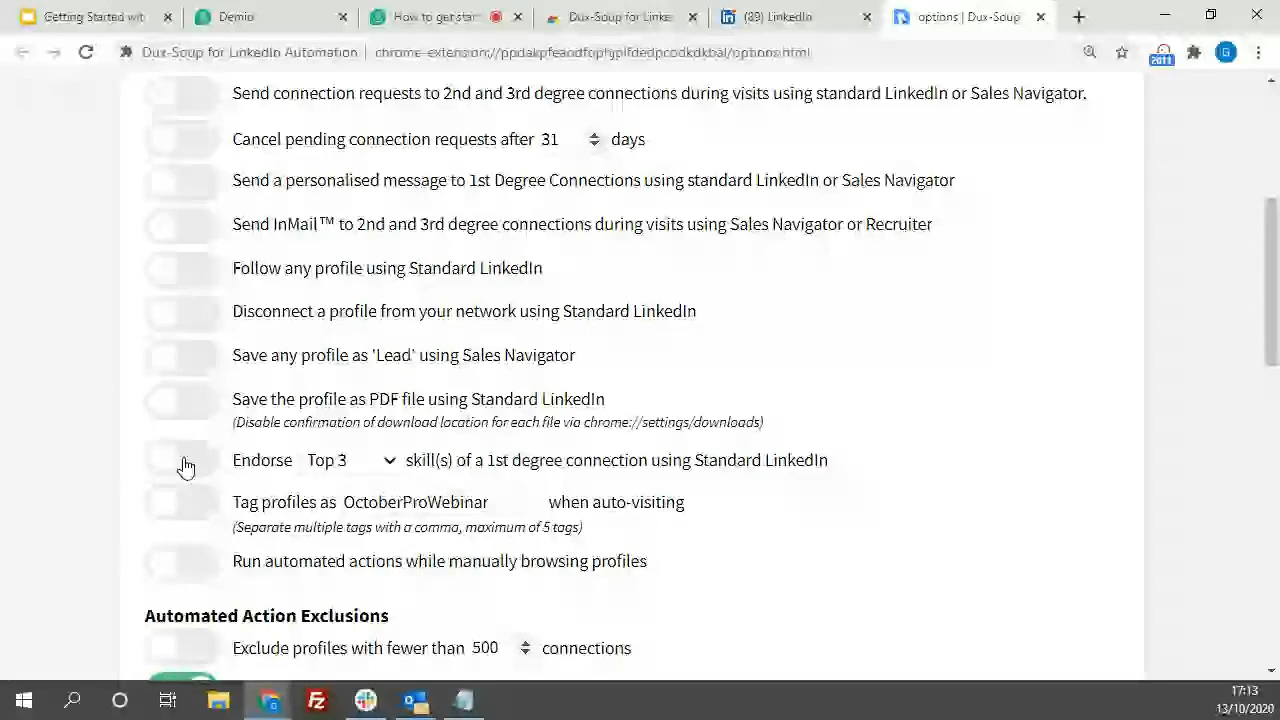 Getting Started wit
Demo
How to get star
Dux-Soup for Linke
(39) LinkedIn
options | Dux-Soup
Dux-Soup for LinkedIn Automation
2011
G
Send connection requests to 2nd and 3rd degree connections during visits using standard LinkedIn or Sales Navigator.
Cancel pending connection requests after 31 days
Send a personalised message to 1st Degree Connections using standard LinkedIn or Sales Navigator
Send InMail™ to 2nd and 3rd degree connections during visits using Sales Navigator or Recruiter
Follow any profile using Standard LinkedIn
Disconnect a profile from your network using Standard LinkedIn
Save any profile as 'Lead' using Sales Navigator
Save the profile as PDF file using Standard LinkedIn
(Disable confirmation of download location for each file via chrome://settings/downloads)
Endorse Top 3 skill(s) of a 1st degree connection using Standard LinkedIn
Tag profiles as OctoberProWebinar when auto-visiting
(Separate multiple tags with a comma, maximum of 5 tags)
Run automated actions while manually browsing profiles
Automated Action Exclusions
Exclude profiles with fewer than 500 connections
17:13
13/10/2020